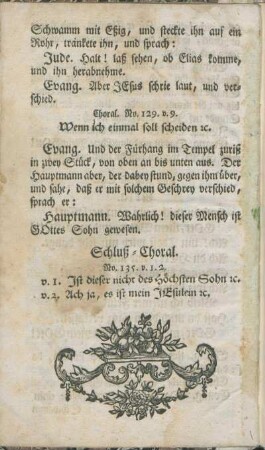 Schwamm mit Eßig, und steckte ihn auf ein
Rohr, tränkete ihn, und sprach:
Jude. Halt! laß sehen, ob Elias komme,
und ihn herabnehme.
Evang. Aber JEsus schrie laut, und ver-
schied.
Choral. No. 129. v. 9.
Wenn ich einmal soll scheiden ꝛc.
Evang. Und der Fürhang im Tempel zuriß
in zwey Stück, von oben an bis unten aus. Der
Hauptmann aber, der dabey stund, gegen ihm über,
und sahe, daß er mit solchem Geschrey verschied,
sprach er:
Hauptmann. Wahrlich! dieser Mensch ist
GOttes Sohn gewesen.
Schluß-Choral.
No. 135. v. 1. 2.
v. 1. Ist dieser nicht des Höchsten Sohn ꝛc.
v. 2. Ach ja, es ist mein JEsulein ꝛc.